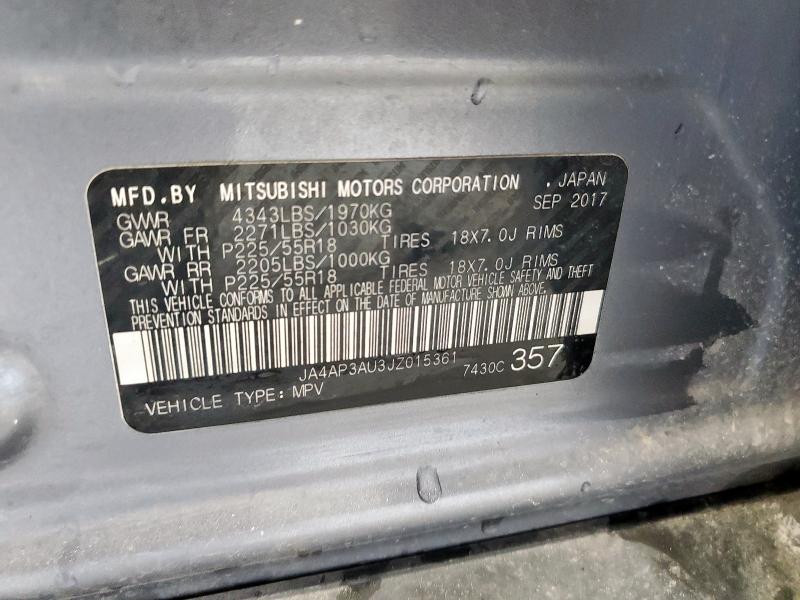 MFD.BY MITSUBISHI MOTORS CORPORATION . JAPAN
SEP 2017
GVWR 4343LBS/1970KG
GAWR FR 2271LBS/1030KG
WITH P225/55R18 TIRES 18X7.0J RIMS
GAWR RR 2205LBS/1000KG
WITH P225/55R18 TIRES 18X7.0J RIMS
THIS VEHICLE CONFORMS TO ALL APPLICABLE FEDERAL MOTOR VEHICLE SAFETY AND THEFT
PREVENTION STANDARDS IN EFFECT ON THE DATE OF MANUFACTURE SHOWN ABOVE.
JA4AP3AU3JZ015361 7430C 357
VEHICLE TYPE: MPV